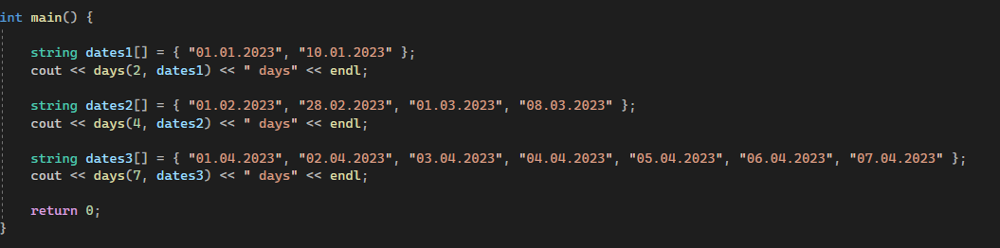 int main() {
string dates1[] = { "01.01.2023", "10.01.2023" };
cout << days(2, dates1) << " days" << endl;
string dates2[] = { "01.02.2023", "28.02.2023", "01.03.2023", "08.03.2023" };
cout << days(4, dates2) << " days" << endl;
string dates3[] = { "01.04.2023", "02.04.2023", "03.04.2023", "04.04.2023", "05.04.2023", "06.04.2023", "07.04.2023" };
cout << days(7, dates3) << " days" << endl;
return 0;
}